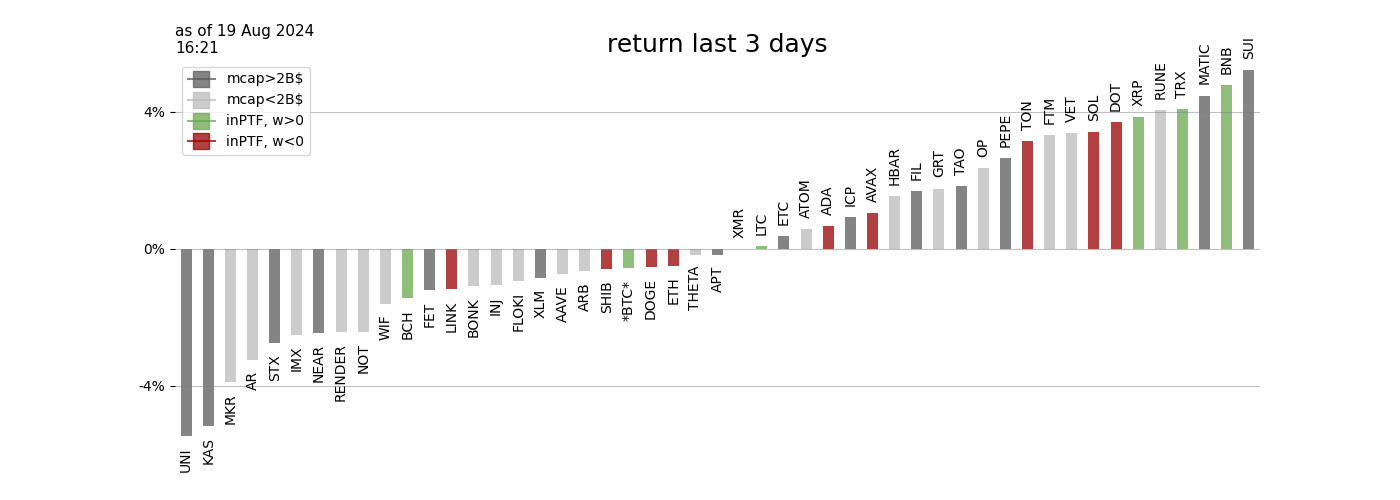 as of 19 Aug 2024
16:21
return last 3 days
mcap>2B$
mcap<2B$
inPTF, w>0
inPTF, w<0
4%
0%
-4%
UNI
KAS
MKR
AR
STX
IMX
NEAR
RENDER
NOT
WIF
BCH
FET
LINK
BONK
INJ
FLOKI
XLM
AAVE
ARB
SHIB
*BTC*
DOGE
ETH
THETA
APT
XMR
LTC
ETC
ATOM
ADA
ICP
AVAX
HBAR
FIL
GRT
TAO
OP
PEPE
TON
FTM
VET
SOL
DOT
XRP
RUNE
TRX
MATIC
BNB
SUI